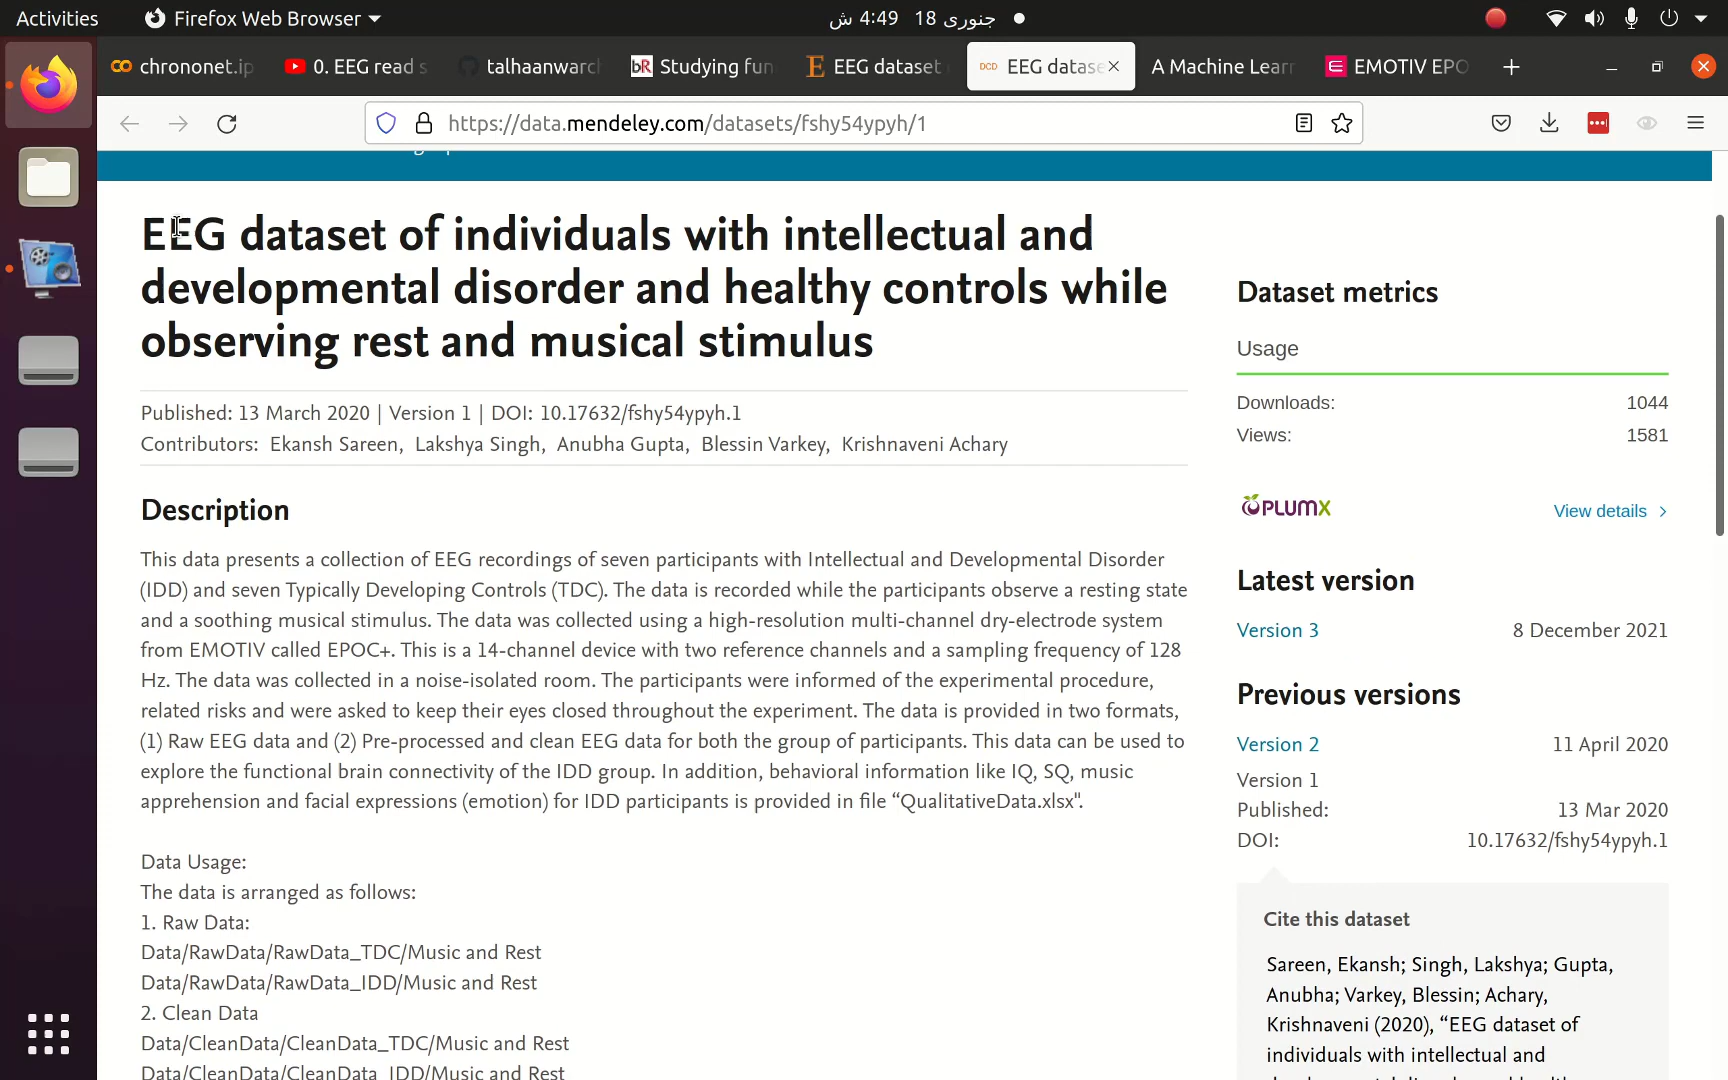 Activities
Firefox Web Browser
جنوری 18  4:49 ش
chrononet.ip
0. EEG read s
talhaanwarch
bR Studying fun
E EEG dataset
DCD EEG datase
A Machine Lear
EMOTIV EPO
https://data.mendeley.com/datasets/fshy54ypyh/1
EEG dataset of individuals with intellectual and
developmental disorder and healthy controls while
observing rest and musical stimulus
Published: 13 March 2020 | Version 1 | DOI: 10.17632/fshy54ypyh.1
Contributors: Ekansh Sareen, Lakshya Singh, Anubha Gupta, Blessin Varkey, Krishnaveni Achary
Description
This data presents a collection of EEG recordings of seven participants with Intellectual and Developmental Disorder
(IDD) and seven Typically Developing Controls (TDC). The data is recorded while the participants observe a resting state
and a soothing musical stimulus. The data was collected using a high-resolution multi-channel dry-electrode system
from EMOTIV called EPOC+. This is a 14-channel device with two reference channels and a sampling frequency of 128
Hz. The data was collected in a noise-isolated room. The participants were informed of the experimental procedure,
related risks and were asked to keep their eyes closed throughout the experiment. The data is provided in two formats,
(1) Raw EEG data and (2) Pre-processed and clean EEG data for both the group of participants. This data can be used to
explore the functional brain connectivity of the IDD group. In addition, behavioral information like IQ, SQ, music
apprehension and facial expressions (emotion) for IDD participants is provided in file “QualitativeData.xlsx".
Data Usage:
The data is arranged as follows:
1. Raw Data:
Data/RawData/RawData_TDC/Music and Rest
Data/RawData/RawData_IDD/Music and Rest
2. Clean Data
Data/CleanData/CleanData_TDC/Music and Rest
Data/CleanData/CleanData_IDD/Music and Rest
Dataset metrics
Usage
Downloads: 1044
Views: 1581
PLUMX
View details
Latest version
Version 3 8 December 2021
Previous versions
Version 2 11 April 2020
Version 1
Published: 13 Mar 2020
DOI: 10.17632/fshy54ypyh.1
Cite this dataset
Sareen, Ekansh; Singh, Lakshya; Gupta,
Anubha; Varkey, Blessin; Achary,
Krishnaveni (2020), “EEG dataset of
individuals with intellectual and